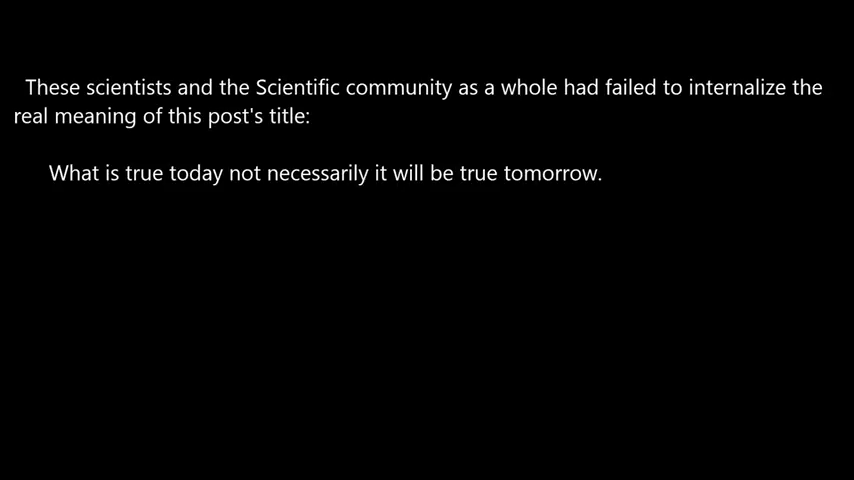 These scientists and the Scientific community as a whole had failed to internalize the
real meaning of this post's title:
What is true today not necessarily it will be true tomorrow.